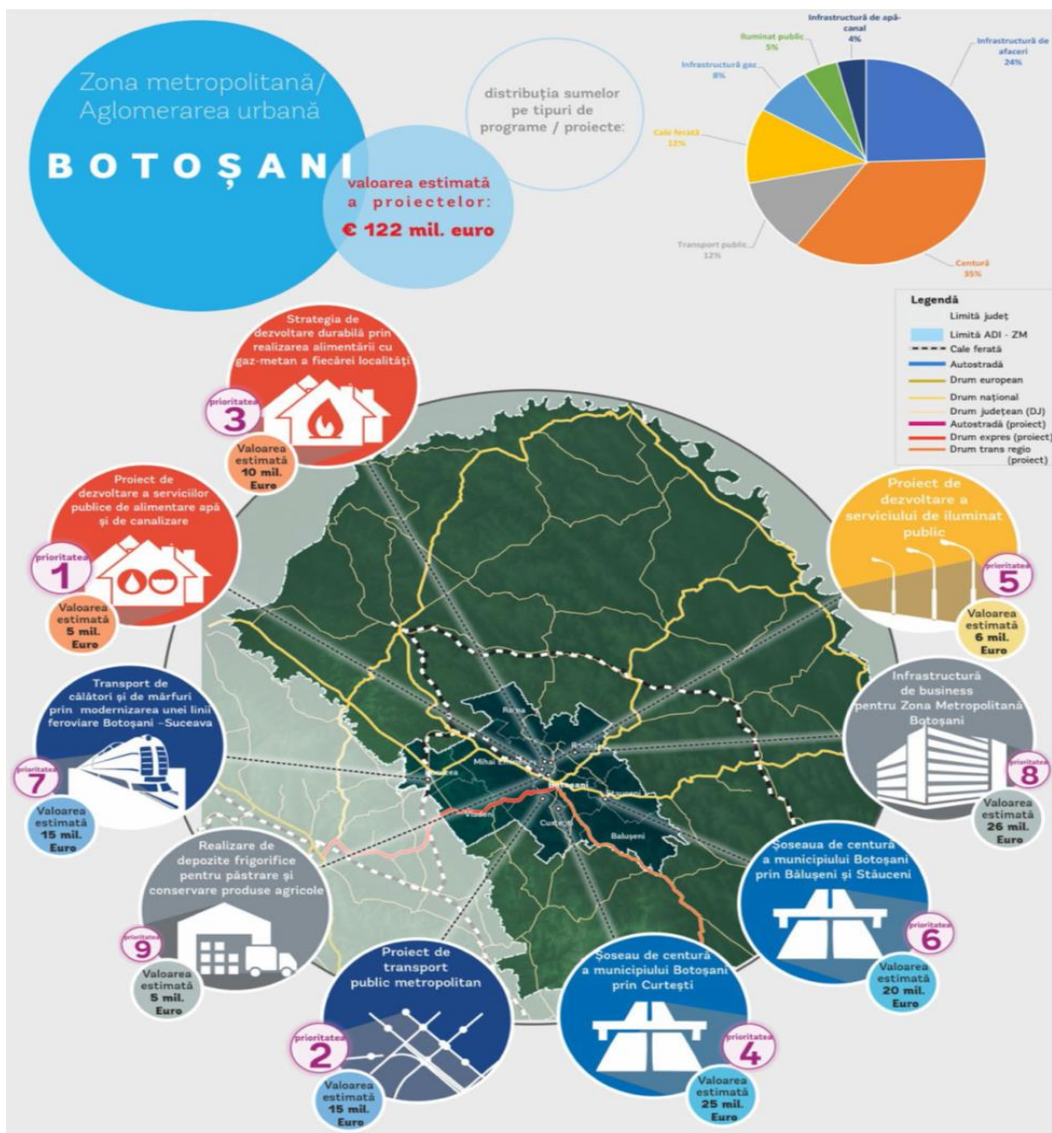 Zona metropolitană/
Aglomerarea urbană
BOTOȘANI
valoarea estimată
a proiectelor:
€ 122 mil. euro
distribuția sumelor
pe tipuri de
programe / proiecte:
Infrastructură de apă-
canal
4%
Iluminat public
5%
Infrastructură gaz
8%
Cale ferată
12%
Transport public
12%
Infrastructură de
afaceri
24%
Centură
35%
Legendă
Limită județ
Limită ADI - ZM
Cale ferată
Autostradă
Drum european
Drum național
Drum județean (DJ)
Autostradă (proiect)
Drum expres (proiect)
Drum trans regio
(proiect)
Strategia de
dezvoltare durabilă prin
realizarea alimentării cu
gaz-metan a fiecărei localități
prioritatea
3
Valoarea
estimată
10 mil.
Euro
Proiect de
dezvoltare a serviciilor
publice de alimentare apă
și de canalizare
prioritatea
1
Valoarea
estimată
5 mil.
Euro
Transport de
călători și de mărfuri
prin modernizarea unei linii
feroviare Botoșani –Suceava
prioritatea
7
Valoarea
estimată
15 mil.
Euro
Realizare de
depozite frigorifice
pentru păstrare și
conservare produse agricole
prioritatea
9
Valoarea
estimată
5 mil.
Euro
Proiect de
transport
public metropolitan
prioritatea
2
Valoarea
estimată
15 mil.
Euro
Șoseau de centură
a municipiului Botoșani
prin Curtești
prioritatea
4
Valoarea
estimată
25 mil.
Euro
Șoseaua de centură
a municipiului Botoșani
prin Bălușeni și Stăuceni
prioritatea
6
Valoarea
estimată
20 mil.
Euro
Infrastructură
de business
pentru Zona Metropolitană
Botoșani
prioritatea
8
Valoarea
estimată
26 mil.
Euro
Proiect de
dezvoltare a
serviciului de iluminat
public
prioritatea
5
Valoarea
estimată
6 mil.
Euro
Mihai
Botoșani
Curtești
Balușeni